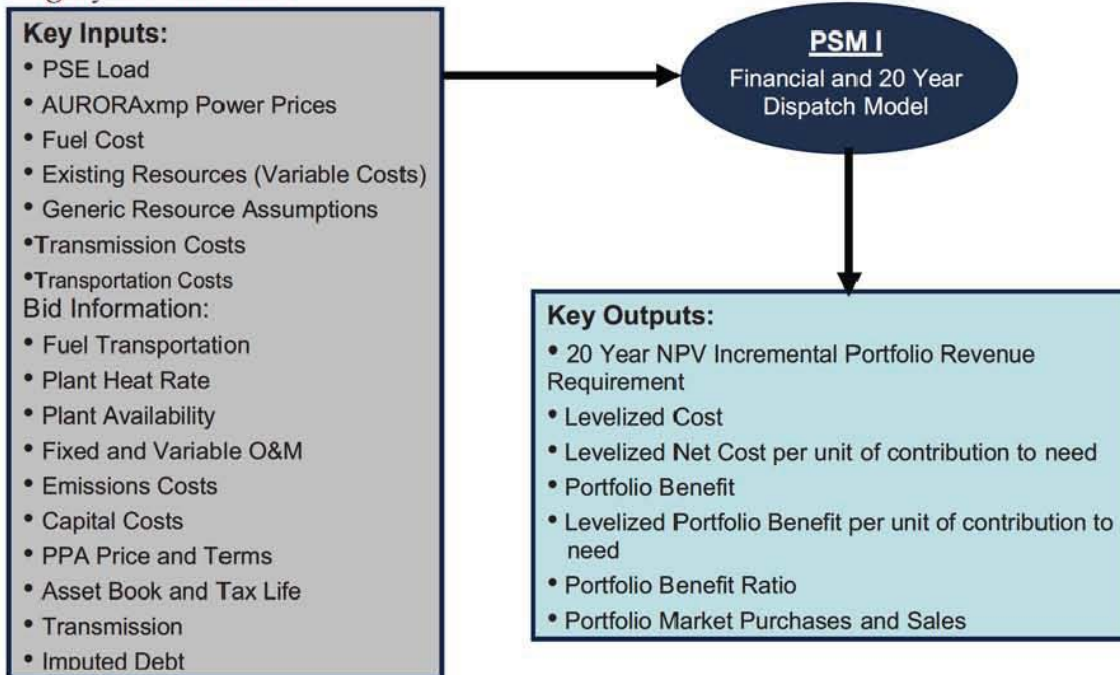 Key Inputs:
• PSE Load
• AURORAxmp Power Prices
• Fuel Cost
• Existing Resources (Variable Costs)
• Generic Resource Assumptions
•Transmission Costs
•Transportation Costs
Bid Information:
• Fuel Transportation
• Plant Heat Rate
• Plant Availability
• Fixed and Variable O&M
• Emissions Costs
• Capital Costs
• PPA Price and Terms
• Asset Book and Tax Life
• Transmission
• Imputed Debt
PSM I
Financial and 20 Year
Dispatch Model
Key Outputs:
• 20 Year NPV Incremental Portfolio Revenue
Requirement
• Levelized Cost
• Levelized Net Cost per unit of contribution to need
• Portfolio Benefit
• Levelized Portfolio Benefit per unit of contribution to
need
• Portfolio Benefit Ratio
• Portfolio Market Purchases and Sales